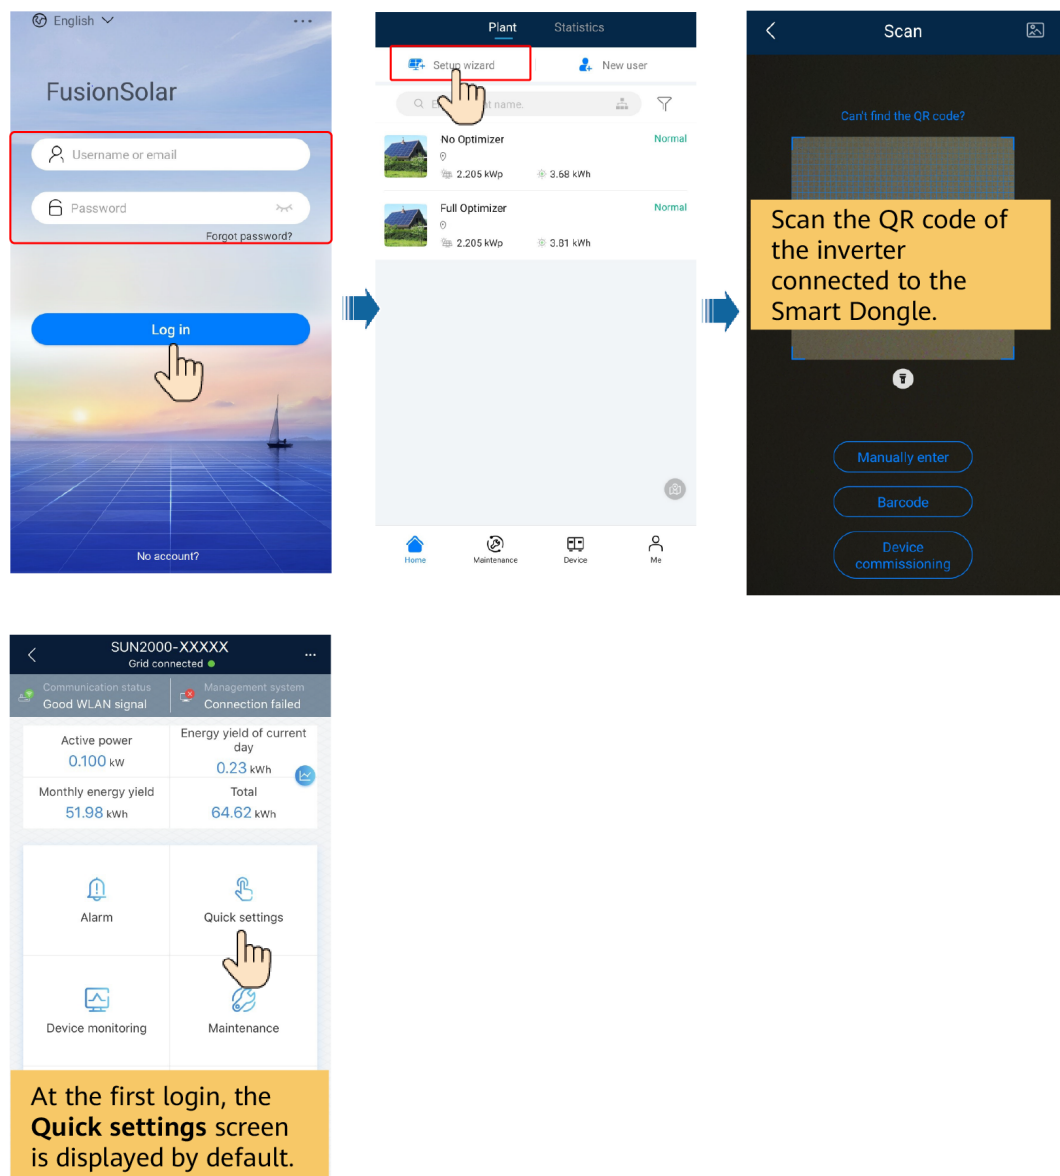 English
FusionSolar
Username or email
Password
Forgot password?
Log in
No account?
Plant Statistics
Setup wizard New user
name.
No Optimizer Normal
2.205 kWp 3.68 kWh
Full Optimizer Normal
2.205 kWp 3.81 kWh
Home Maintenance Device Me
Scan
Can't find the QR code?
Scan the QR code of
the inverter
connected to the
Smart Dongle.
Manually enter
Barcode
Device
commissioning
SUN2000-XXXXX
Grid connected
Communication status Management system
Good WLAN signal Connection failed
Active power
0.100 kW
Energy yield of current
day
0.23 kWh
Monthly energy yield
51.98 kWh
Total
64.62 kWh
Alarm
Quick settings
Device monitoring
Maintenance
At the first login, the
Quick settings screen
is displayed by default.